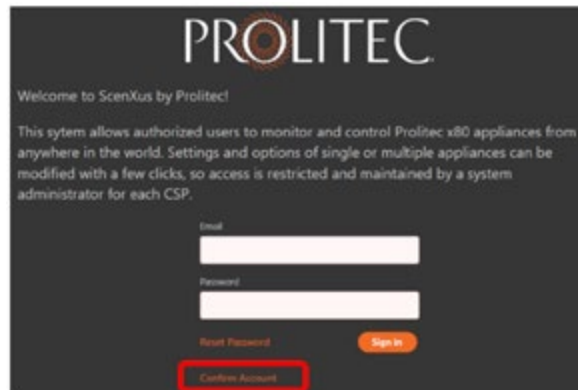 PROLITEC
Welcome to ScenXus by Prolitec!
This sytem allows authorized users to monitor and control Prolitec x80 appliances from
anywhere in the world. Settings and options of single or multiple appliances can be
modified with a few clicks, so access is restricted and maintained by a system
administrator for each CSP.
Email
Password
Reset Password Sign in
Confirm Account